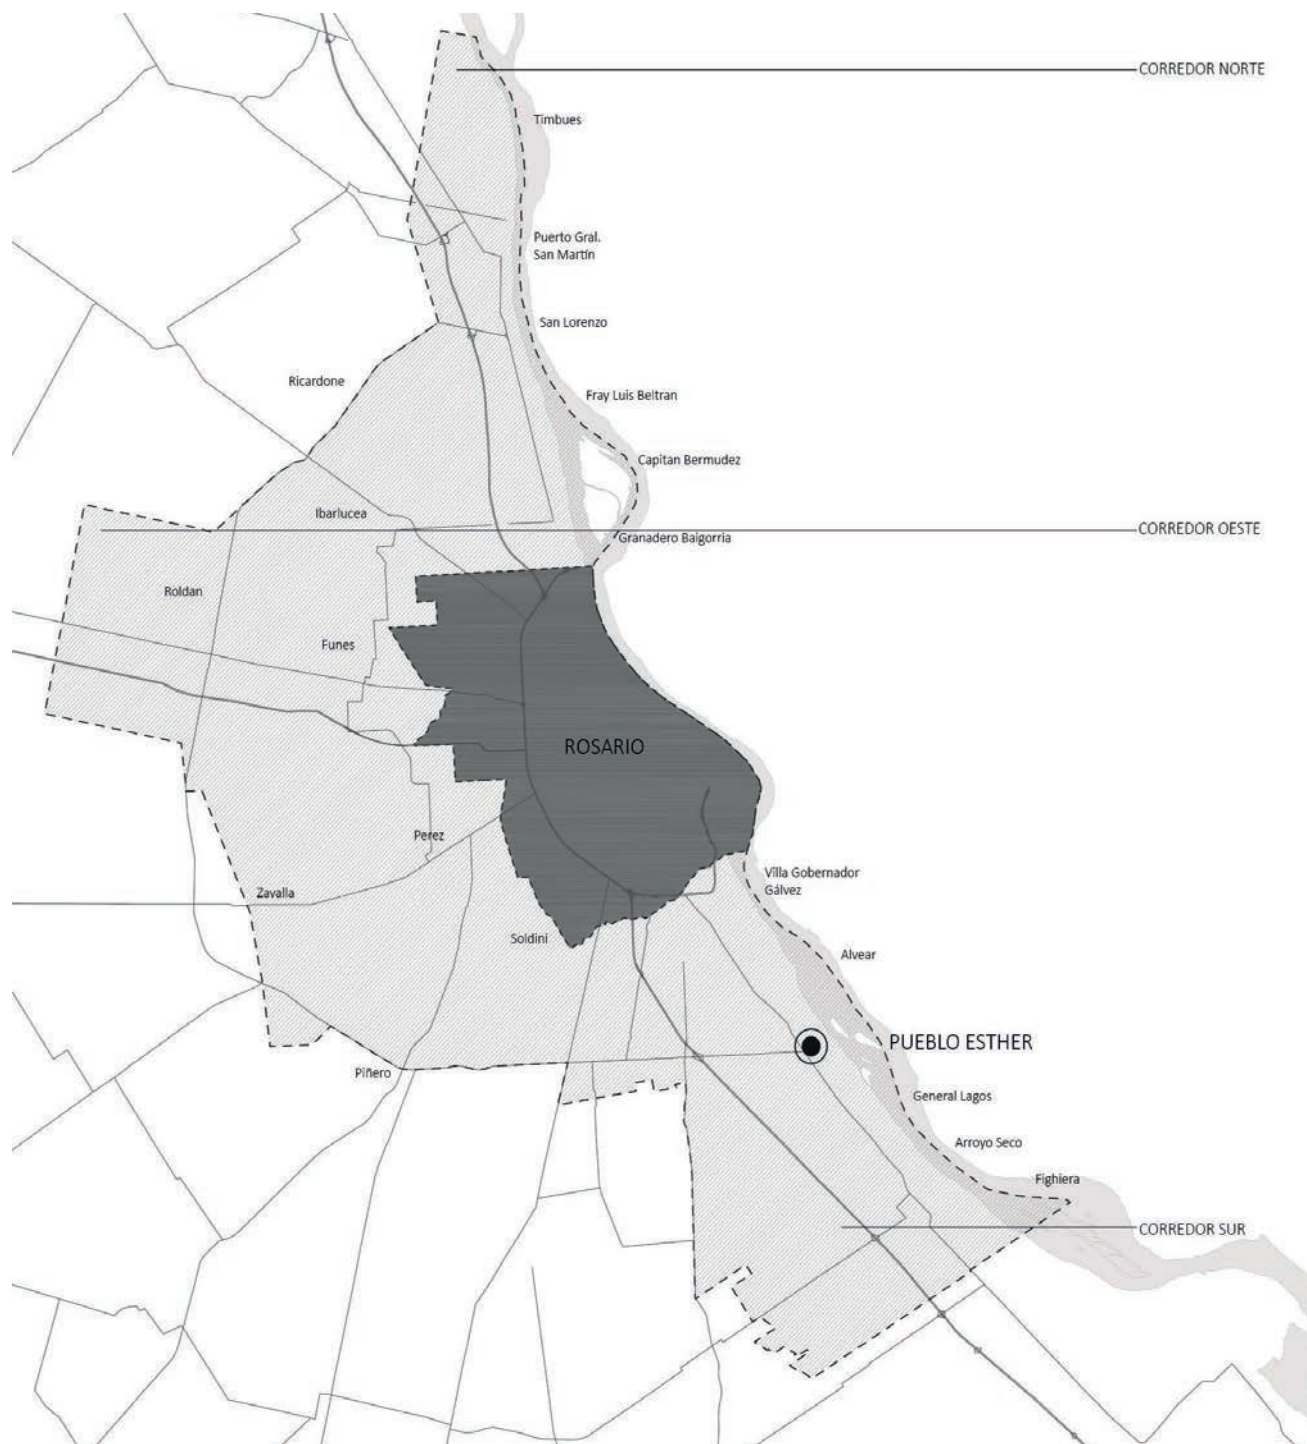 CORREDOR NORTE
Timbues
Puerto Gral.
San Martín
San Lorenzo
Ricardone
Fray Luis Beltran
Capitan Bermudez
Ibarlucea
CORREDOR OESTE
Granadero Baigorria
Roldan
Funes
ROSARIO
Perez
Villa Gobernador
Gálvez
Zavalla
Soldini
Alvear
PUEBLO ESTHER
Piñero
General Lagos
Arroyo Seco
Fighiera
CORREDOR SUR